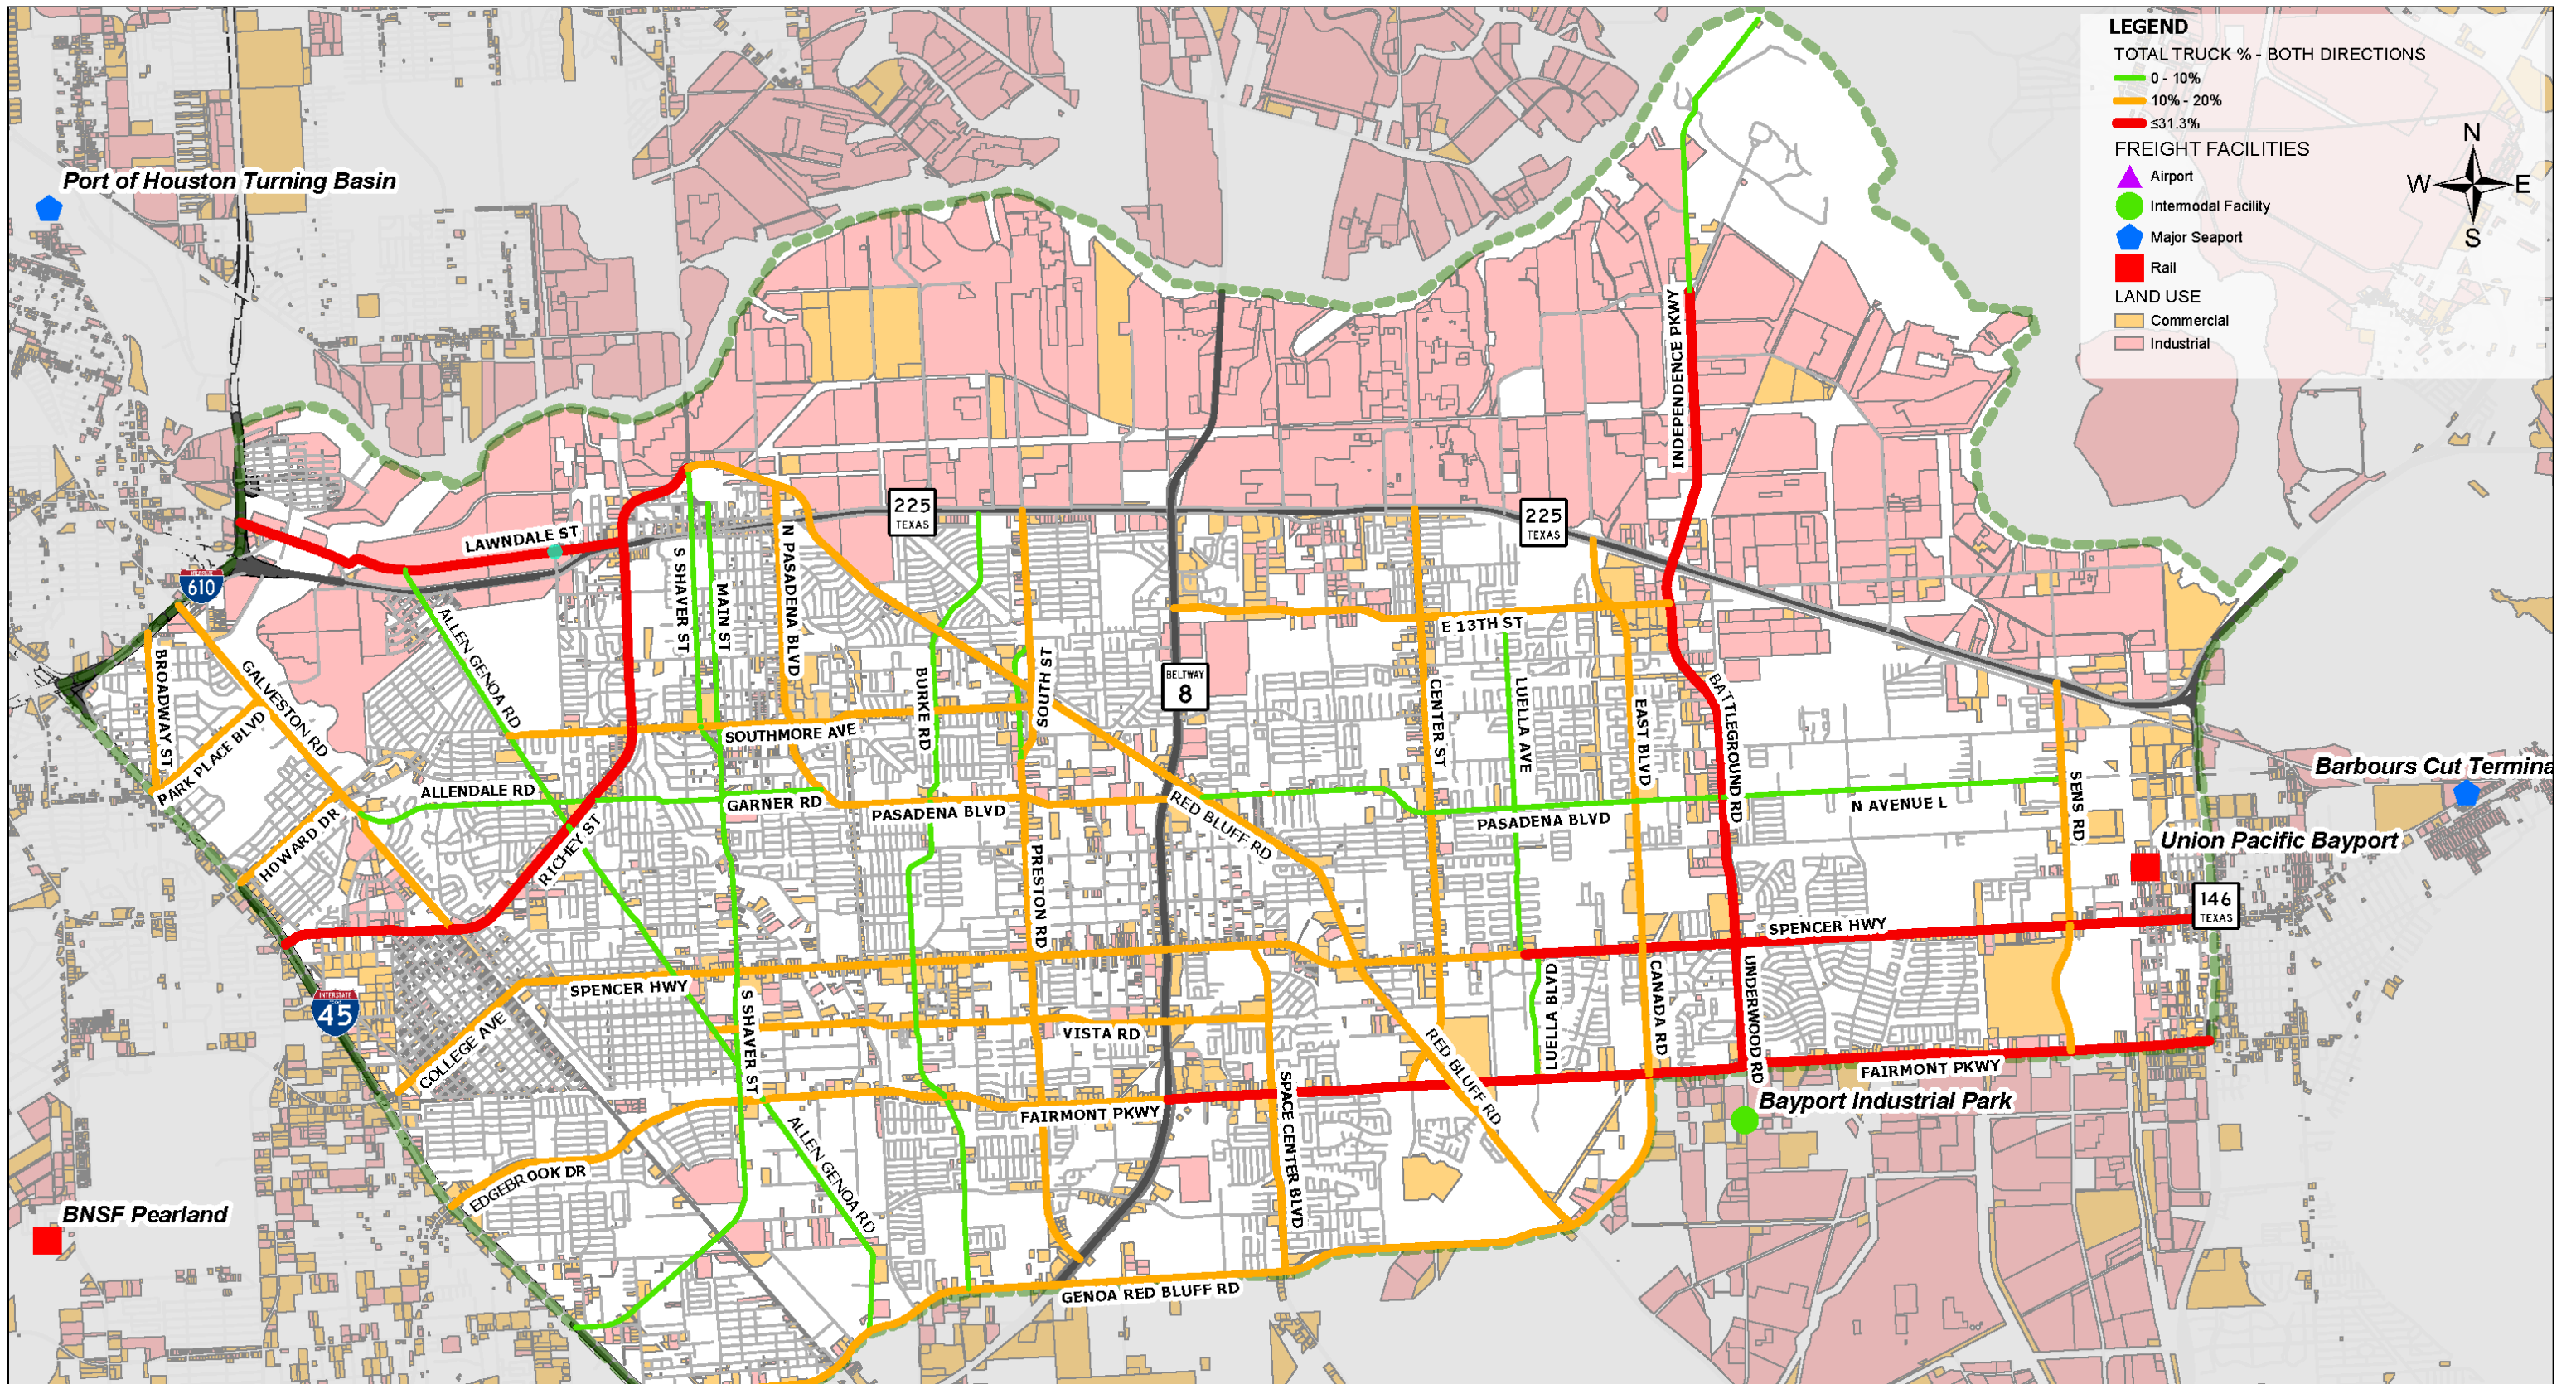 LEGEND
TOTAL TRUCK % - BOTH DIRECTIONS
0 - 10%
10% - 20%
≤31.3%
FREIGHT FACILITIES
Airport
Intermodal Facility
Major Seaport
Rail
LAND USE
Commercial
Industrial
N
W
E
S
Port of Houston Turning Basin
INDEPENDENCE PKWY
225
TEXAS
225
TEXAS
LAWNDALE ST
610
S SHAVER ST
MAIN ST
N PASADENA BLVD
ALLEN GENOA RD
E 13TH ST
BROADWAY ST
GALVESTON RD
PARK PLACE BLVD
BURKE RD
SOUTH ST
BELTWAY
8
CENTER ST
LUELLA AVE
EAST BLVD
BATTLEGROUND RD
SOUTHMORE AVE
ALLENDALE RD
GARNER RD
PASADENA BLVD
RED BLUFF RD
PASADENA BLVD
N AVENUE L
SENS RD
Barbours Cut Termina
Union Pacific Bayport
HOWARD DR
RICHEY ST
PRESTON RD
146
TEXAS
SPENCER HWY
SPENCER HWY
INTERSTATE
45
COLLEGE AVE
S SHAVER ST
VISTA RD
RED BLUFF RD
LUELLA BLVD
CANADA RD
UNDERWOOD RD
FAIRMONT PKWY
FAIRMONT PKWY
Bayport Industrial Park
SPACE CENTER BLVD
ALLEN GENOA RD
EDGEBROOK DR
BNSF Pearland
GENOA RED BLUFF RD